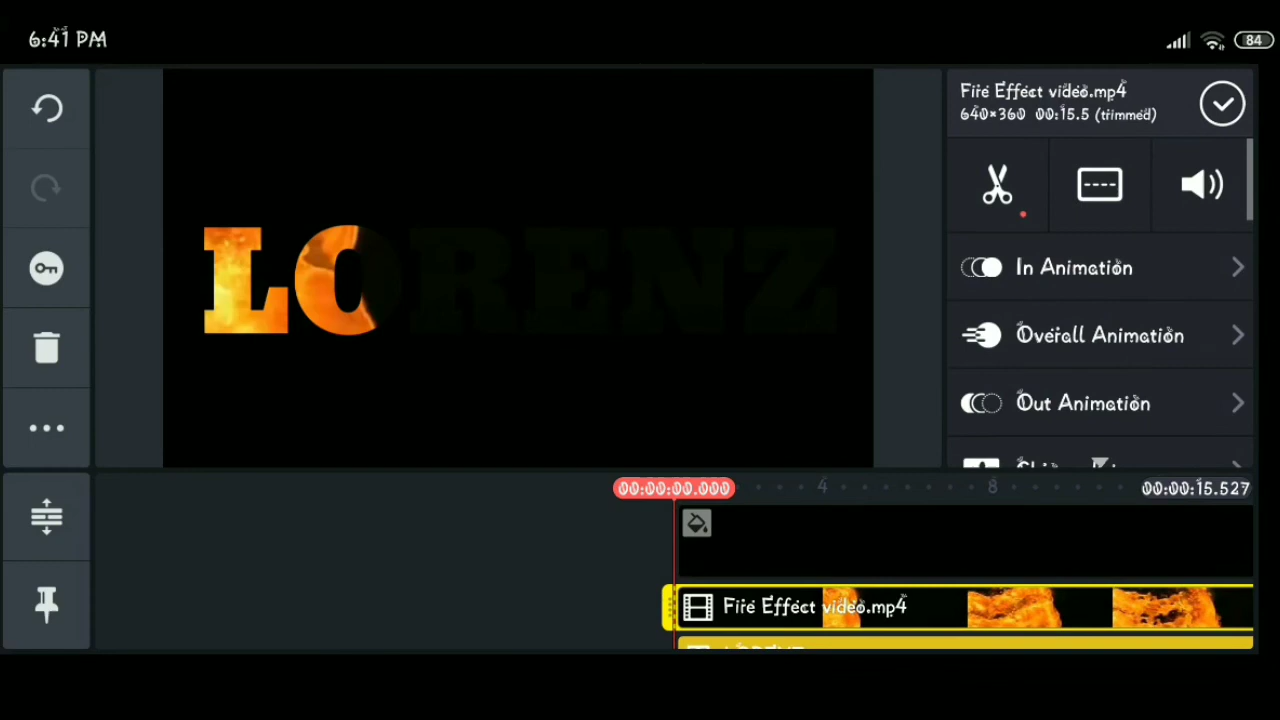 6:41 PM
84
Fire Effect video.mp4
640×360 00:15.5 (trimmed)
LORENZ
In Animation
Overall Animation
Out Animation
00:00:00.000
4
8
00:00:15.527
Fire Effect video.mp4
LORENZ